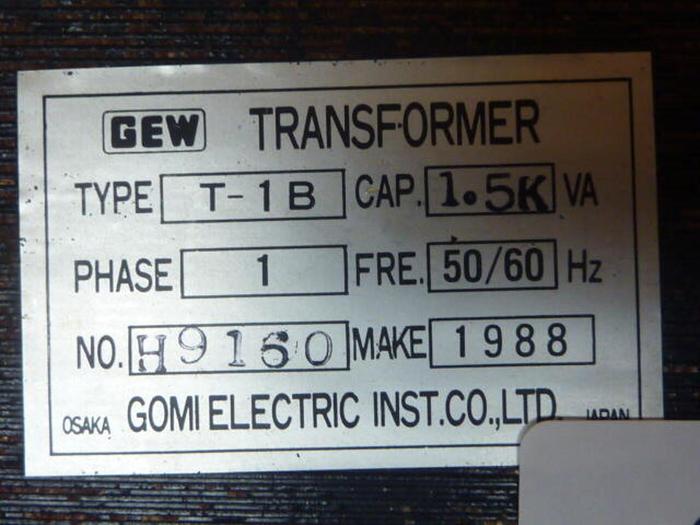 GEW TRANSFORMER
TYPE T-1B CAP. 1.5K VA
PHASE 1 FRE. 50/60 Hz
NO. H9160 MAKE 1988
OSAKA GOMI ELECTRIC INST.CO.,LTD. JAPAN